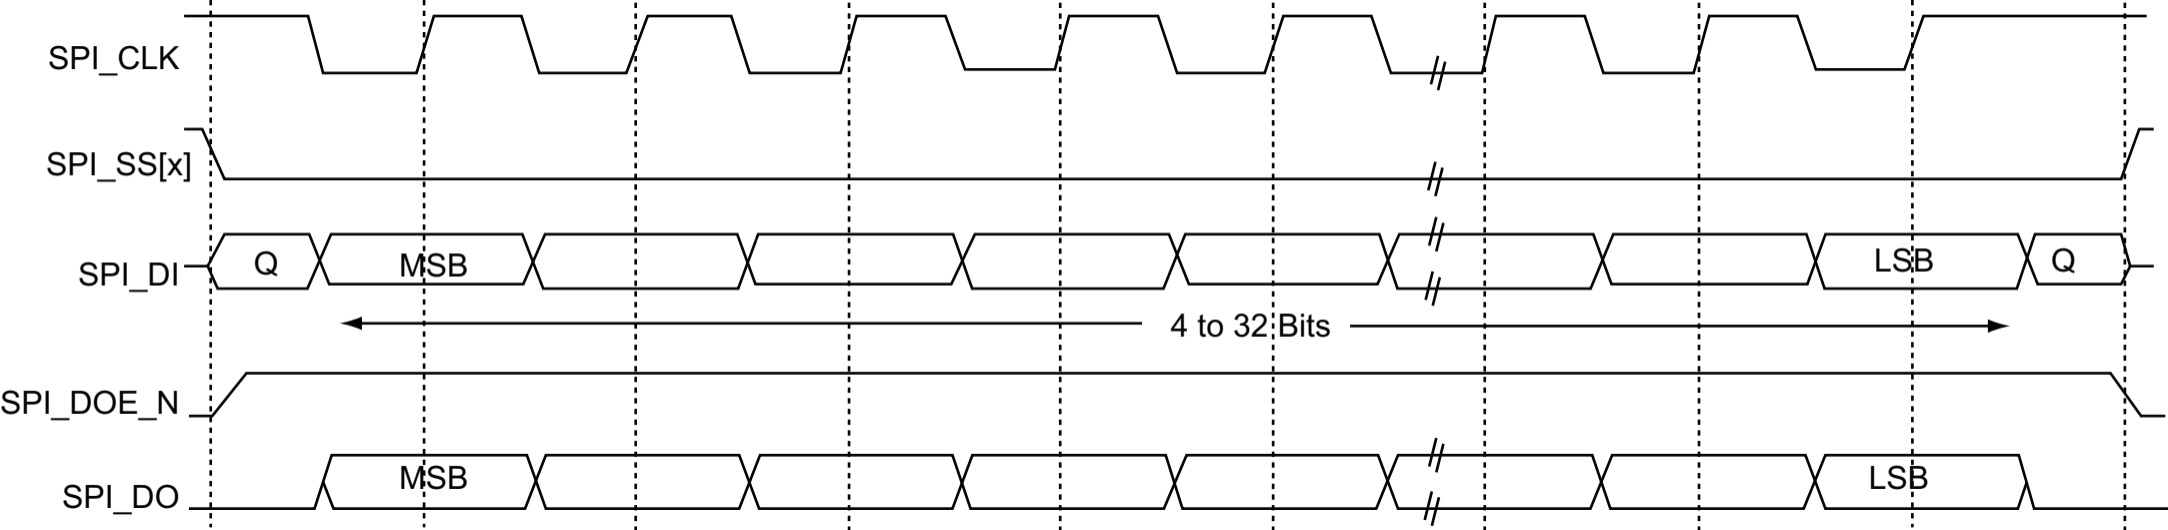 SPI_CLK
SPI_SS[x]
SPI_DI Q MSB LSB Q
4 to 32 Bits
SPI_DOE_N
SPI_DO MSB LSB